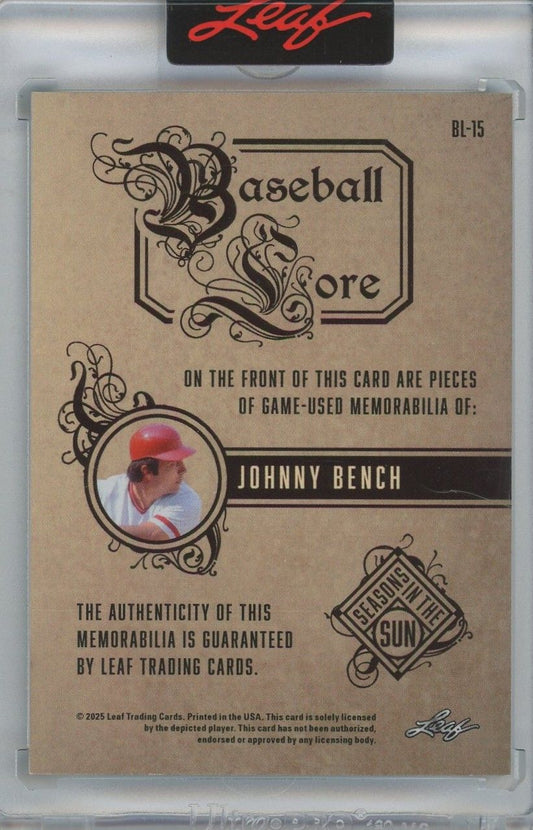 Leaf
BL-15
Baseball
Lore
ON THE FRONT OF THIS CARD ARE PIECES
OF GAME-USED MEMORABILIA OF:
JOHNNY BENCH
SEASONS IN THE
SUN
THE AUTHENTICITY OF THIS
MEMORABILIA IS GUARANTEED
BY LEAF TRADING CARDS.
© 2025 Leaf Trading Cards. Printed in the USA. This card is solely licensed
by the depicted player. This card has not been authorized,
endorsed or approved by any licensing body.
Leaf